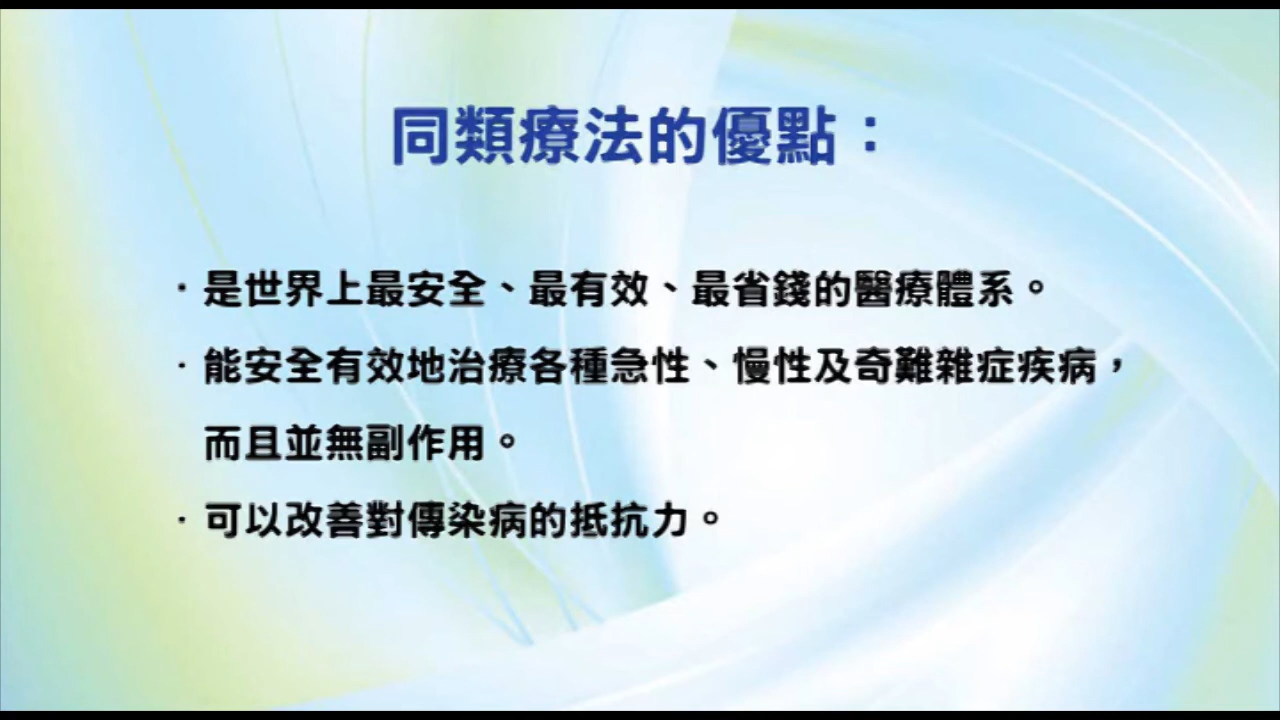 同類療法的優點：
·是世界上最安全、最有效、最省錢的醫療體系。
·能安全有效地治療各種急性、慢性及奇難雜症疾病，
而且並無副作用。
·可以改善對傳染病的抵抗力。